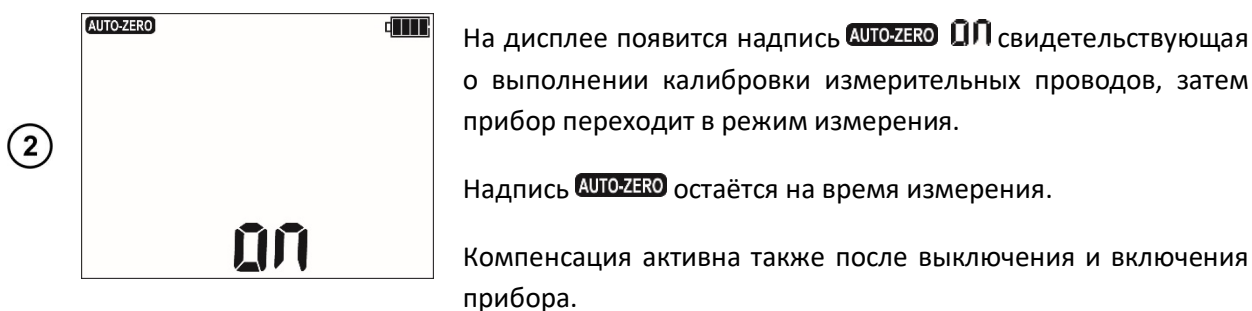 AUTO-ZERO
On
2
На дисплее появится надпись AUTO-ZERO On свидетельствующая
о выполнении калибровки измерительных проводов, затем
прибор переходит в режим измерения.
Надпись AUTO-ZERO остаётся на время измерения.
Компенсация активна также после выключения и включения
прибора.